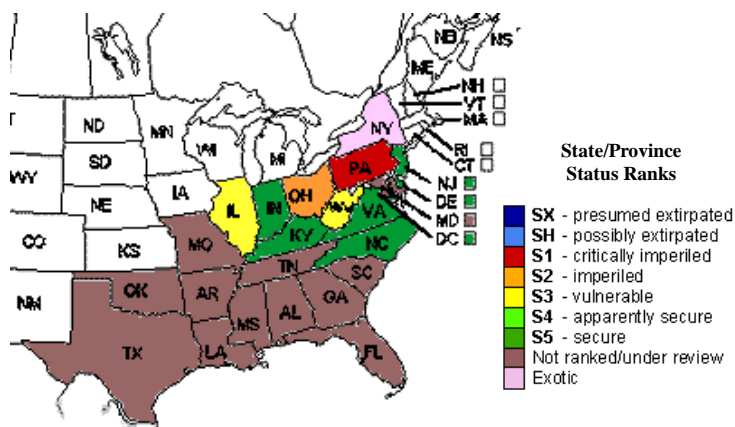 NB
NS
ME
NH
VT
MA
ND
MN
WI
MI
NY
RI
CT
SD
WY
IA
PA
NJ
DE
MD
DC
NE
IL
IN
OH
WV
VA
CO
KS
MO
KY
NC
TN
SC
NM
OK
AR
MS
AL
GA
TX
LA
FL
State/Province
Status Ranks
SX - presumed extirpated
SH - possibly extirpated
S1 - critically imperiled
S2 - imperiled
S3 - vulnerable
S4 - apparently secure
S5 - secure
Not ranked/under review
Exotic